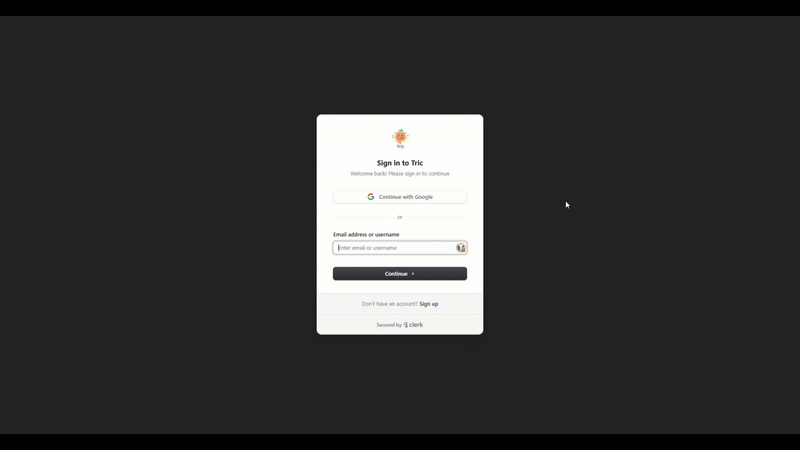 Sign in to Tric
Welcome back! Please sign in to continue
Continue with Google
or
Email address or username
Enter email or username
Continue
Don't have an account? Sign up
Secured by clerk